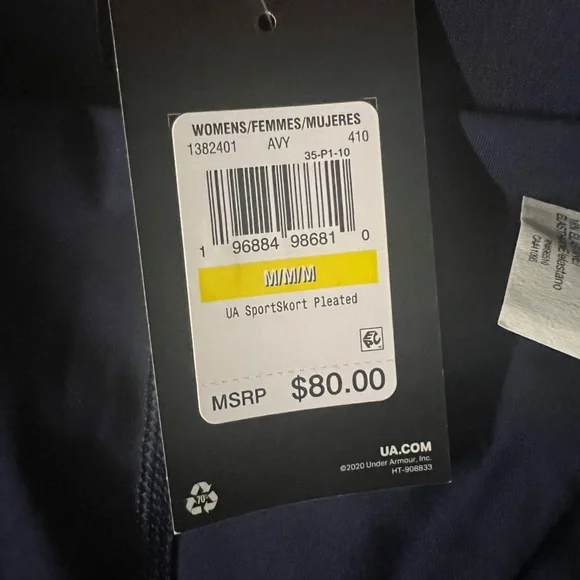 WOMENS/FEMMES/MUJERES
1382401 AVY 410
35-P1-10
1 96884 98681 0
M/M/M
UA SportSkort Pleated
MSRP $80.00
UA.COM
©2020 Under Armour, Inc.
HT-908833
70%